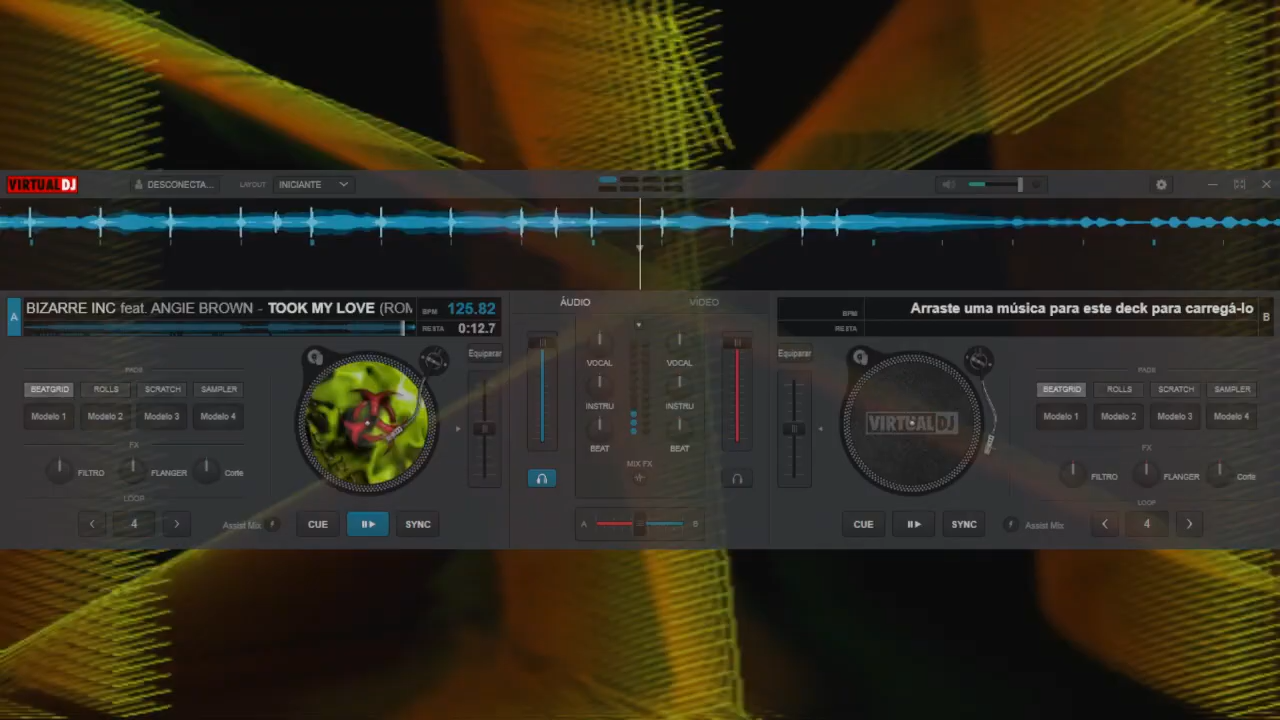 VIRTUALDJ DESCONECTA... LAYOUT INICIANTE
A BIZARRE INC feat. ANGIE BROWN - TOOK MY LOVE (ROM BPM 125.82
RESTA 0:12.7
ÁUDIO VÍDEO
BPM Arraste uma música para este deck para carregá-lo B
RESTA
Equiparar
Equiparar
PADS
BEATGRID ROLLS SCRATCH SAMPLER
Modelo 1 Modelo 2 Modelo 3 Modelo 4
FX
FILTRO FLANGER Corte
LOOP
4 Assist Mix CUE SYNC
VOCAL VOCAL
INSTRU INSTRU
BEAT BEAT
MIX FX
A B
VIRTUALDJ
PADS
BEATGRID ROLLS SCRATCH SAMPLER
Modelo 1 Modelo 2 Modelo 3 Modelo 4
FX
FILTRO FLANGER Corte
LOOP
CUE SYNC Assist Mix 4